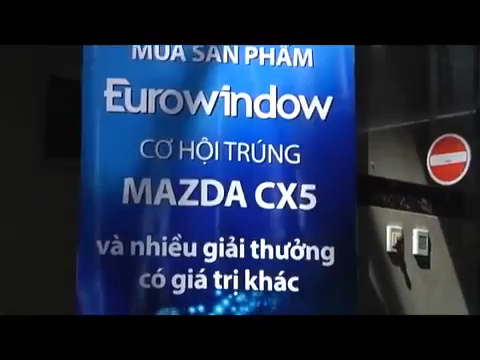 MUA SẢN PHẨM
Eurowindow
CƠ HỘI TRÚNG
MAZDA CX5
và nhiều giải thưởng
có giá trị khác